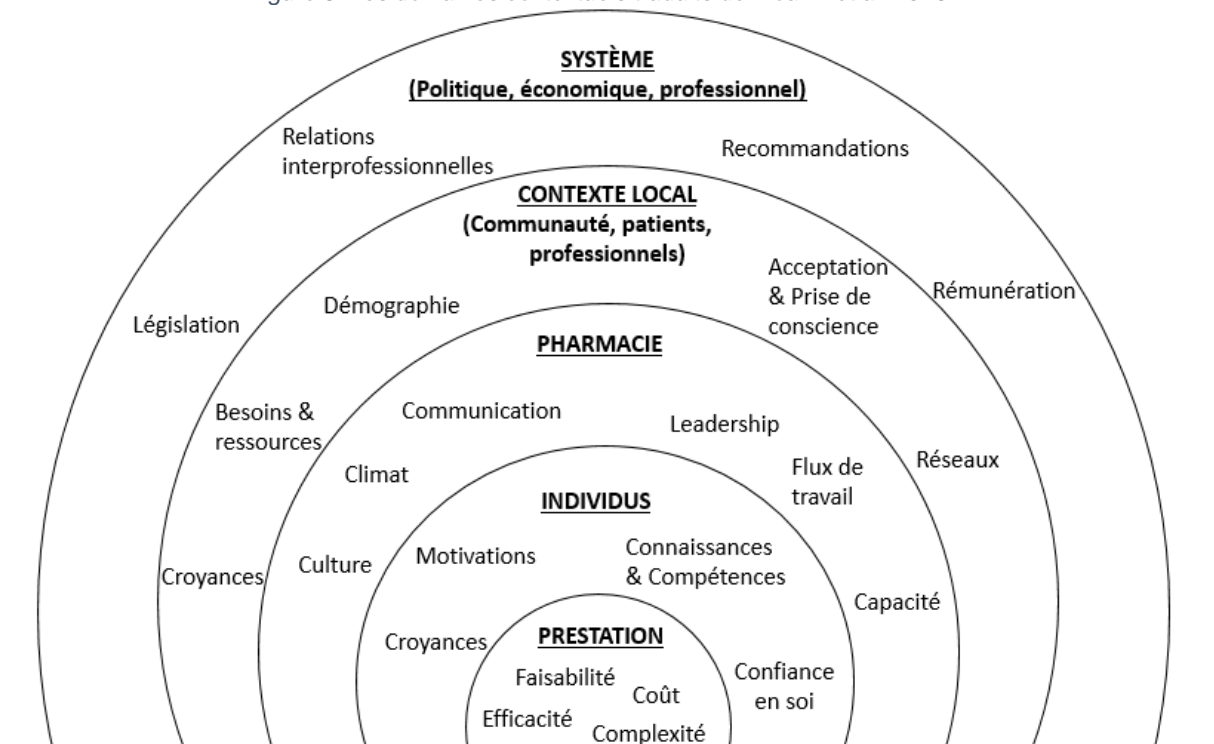 SYSTÈME
(Politique, économique, professionnel)
Relations
interprofessionnelles
Recommandations
CONTEXTE LOCAL
(Communauté, patients,
professionnels)
Acceptation
& Prise de
conscience
Rémunération
Démographie
Législation
PHARMACIE
Besoins &
ressources
Communication
Leadership
Climat
Flux de
travail
Réseaux
INDIVIDUS
Motivations
Connaissances
& Compétences
Culture
Croyances
Capacité
PRESTATION
Croyances
Faisabilité
Coût
Confiance
en soi
Efficacité
Complexité